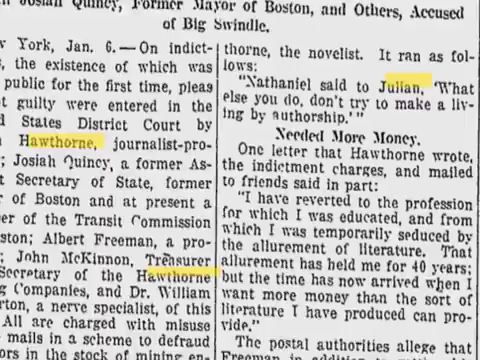 Josiah Quincy, Former Mayor of Boston, and Others, Accused
of Big Swindle.
York, Jan. 6.—On indict-
the existence of which was
public for the first time, pleas
guilty were entered in the
States District Court by
Hawthorne, journalist-pro-
Josiah Quincy, a former As-
Secretary of State, former
of Boston and at present a
of the Transit Commission
Albert Freeman, a pro-
John McKinnon, Treasurer
Secretary of the Hawthorne
Companies, and Dr. William
a nerve specialist, of this
All are charged with misuse
mails in a scheme to defraud
in the stock of mining
thorne, the novelist. It ran as fol-
lows:
"Nathaniel said to Julian, 'What
else you do, don't try to make a liv-
ing by authorship.'"
Needed More Money.
One letter that Hawthorne wrote,
the indictment charges, and mailed
to friends said in part:
"I have reverted to the profession
for which I was educated, and from
which I was temporarily seduced by
the allurement of literature. That
allurement has held me for 40 years;
but the time has now arrived when I
want more money than the sort of
literature I have produced can pro-
vide."
The postal authorities allege that
Freeman in addition to